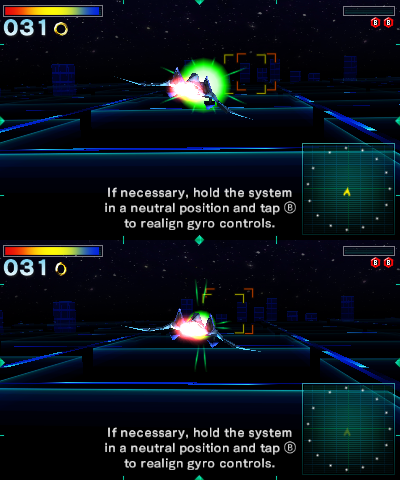 031
B B
If necessary, hold the system
in a neutral position and tap Ⓑ
to realign gyro controls.
031
B B
If necessary, hold the system
in a neutral position and tap Ⓑ
to realign gyro controls.